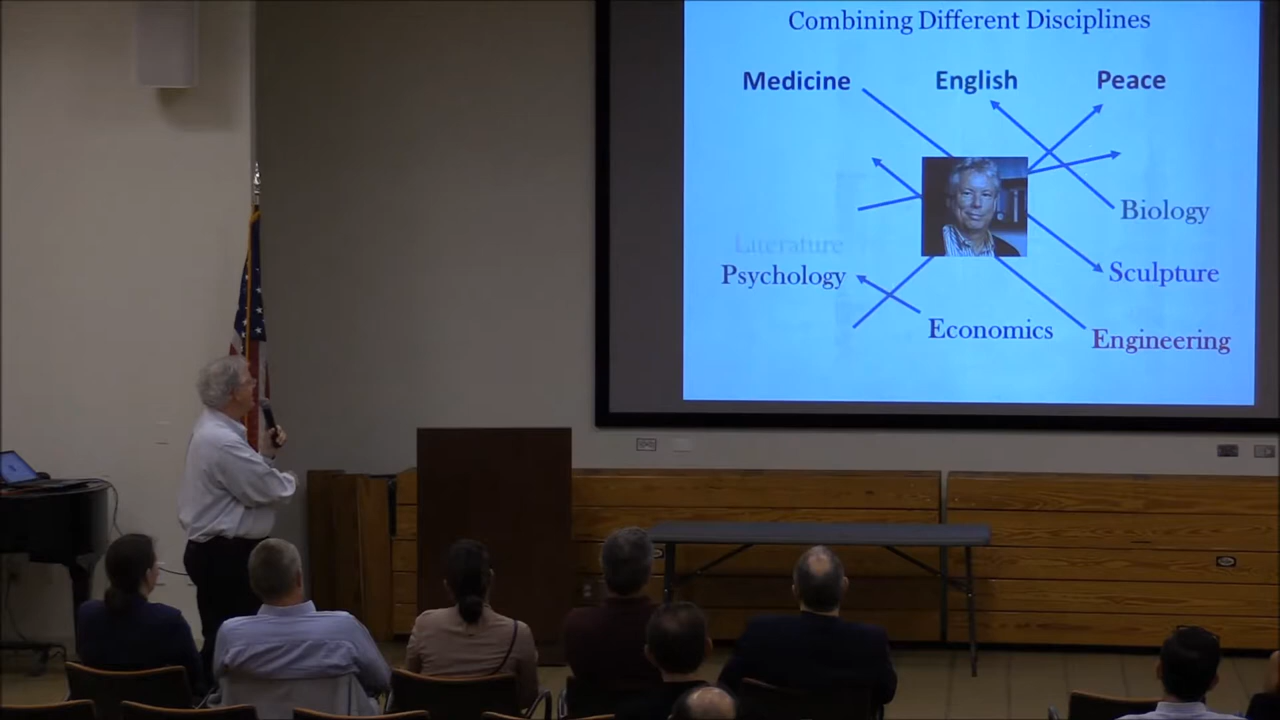 Combining Different Disciplines
Medicine English Peace
Biology
Literature
Psychology
Sculpture
Economics
Engineering